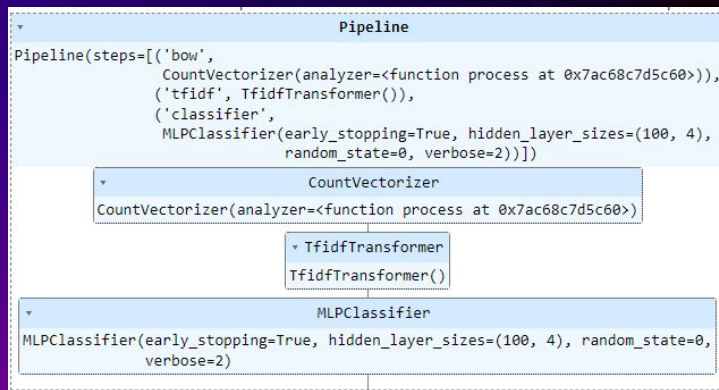 Pipeline
Pipeline(steps=[('bow',
CountVectorizer(analyzer=<function process at 0x7ac68c7d5c60>)),
('tfidf', TfidfTransformer()),
('classifier',
MLPClassifier(early_stopping=True, hidden_layer_sizes=(100, 4),
random_state=0, verbose=2))])
CountVectorizer
CountVectorizer(analyzer=<function process at 0x7ac68c7d5c60>)
TfidfTransformer
TfidfTransformer()
MLPClassifier
MLPClassifier(early_stopping=True, hidden_layer_sizes=(100, 4), random_state=0,
verbose=2)